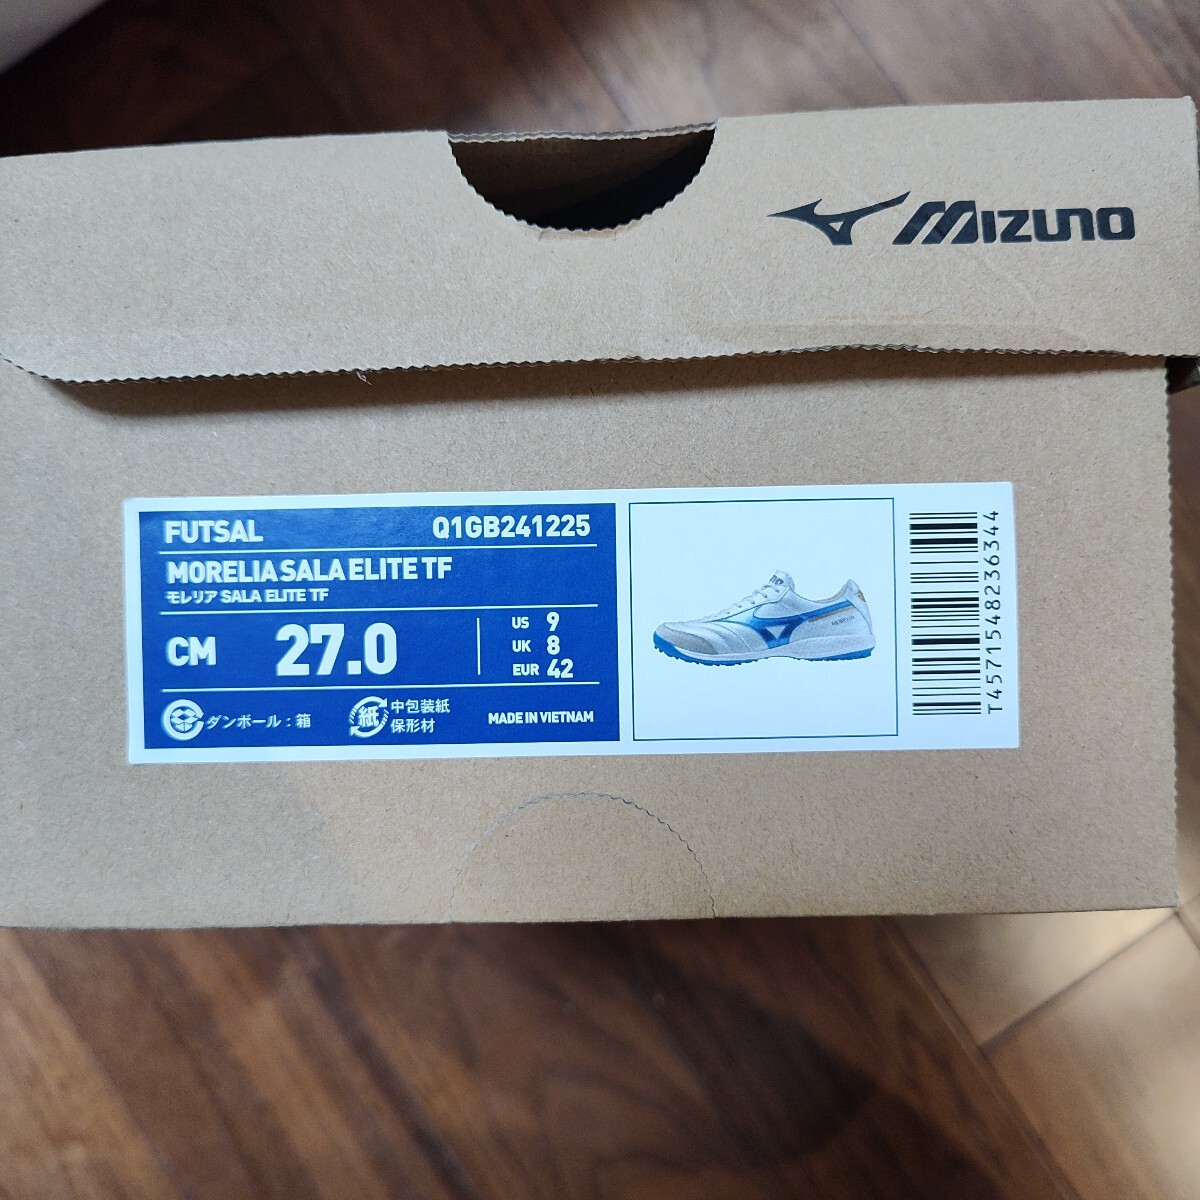 MIZUNO
FUTSAL Q1GB241225
MORELIA SALA ELITE TF
モレリア SALA ELITE TF
CM 27.0
US 9
UK 8
EUR 42
ダンボール:箱
紙 中包装紙
保形材
MADE IN VIETNAM
MORELIA
T4571548236344